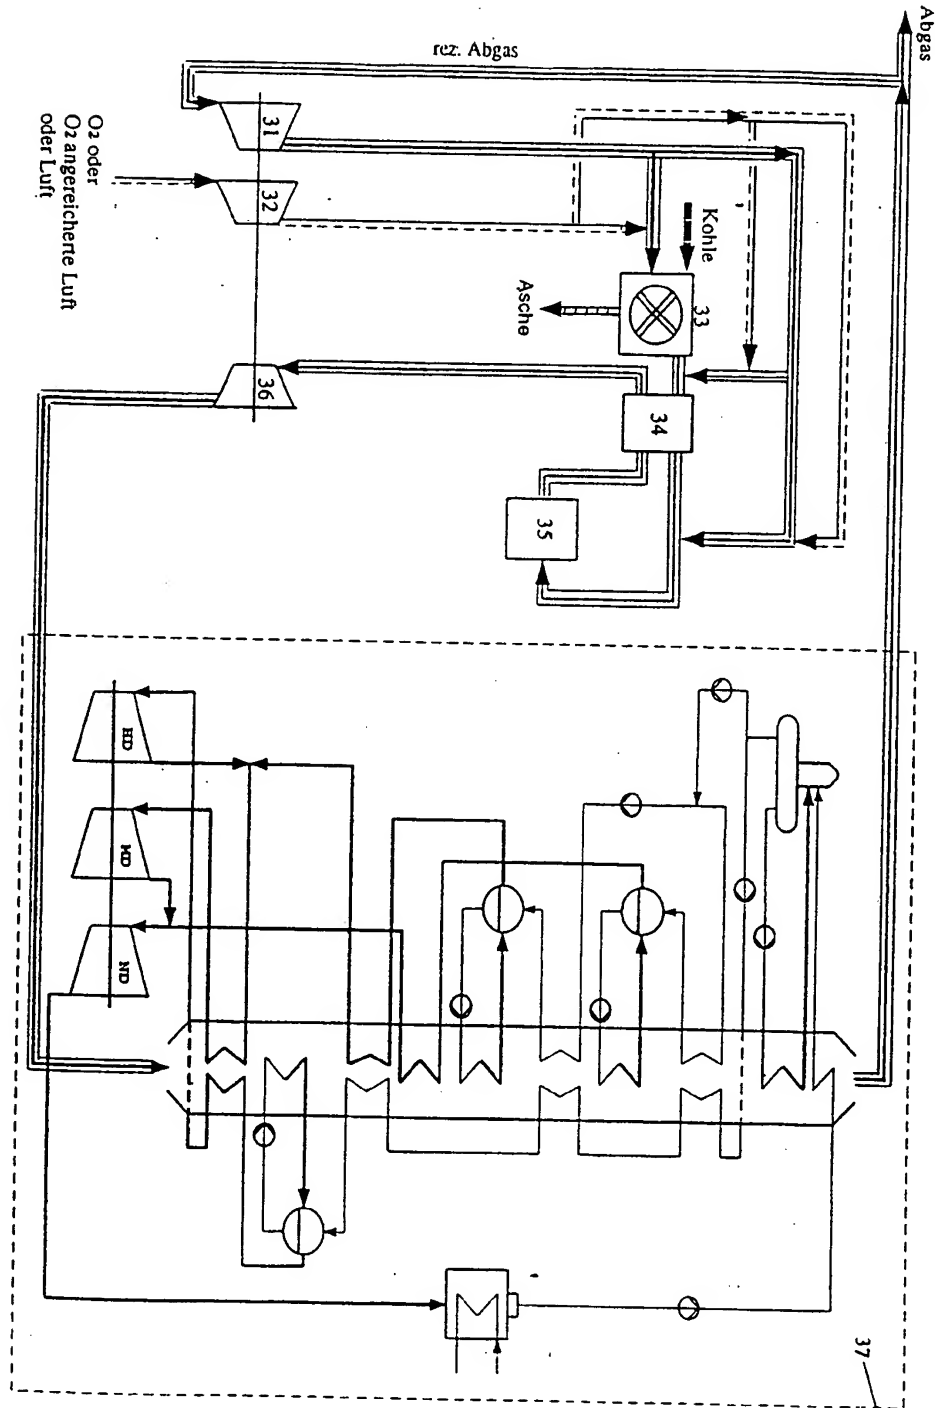 Abgas
rez. Abgas
31
32
O2 oder
O2 angereicherte Luft
oder Luft
Kohle
33
Asche
34
35
36
HD
MD
ND
37